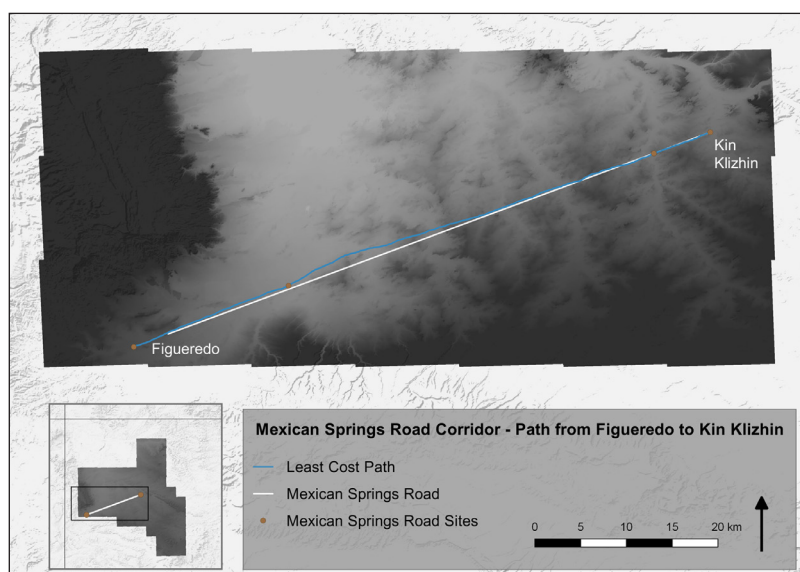 Kin
Klizhin
Figueredo
Mexican Springs Road Corridor - Path from Figueredo to Kin Klizhin
Least Cost Path
Mexican Springs Road
Mexican Springs Road Sites
0 5 10 15 20 km